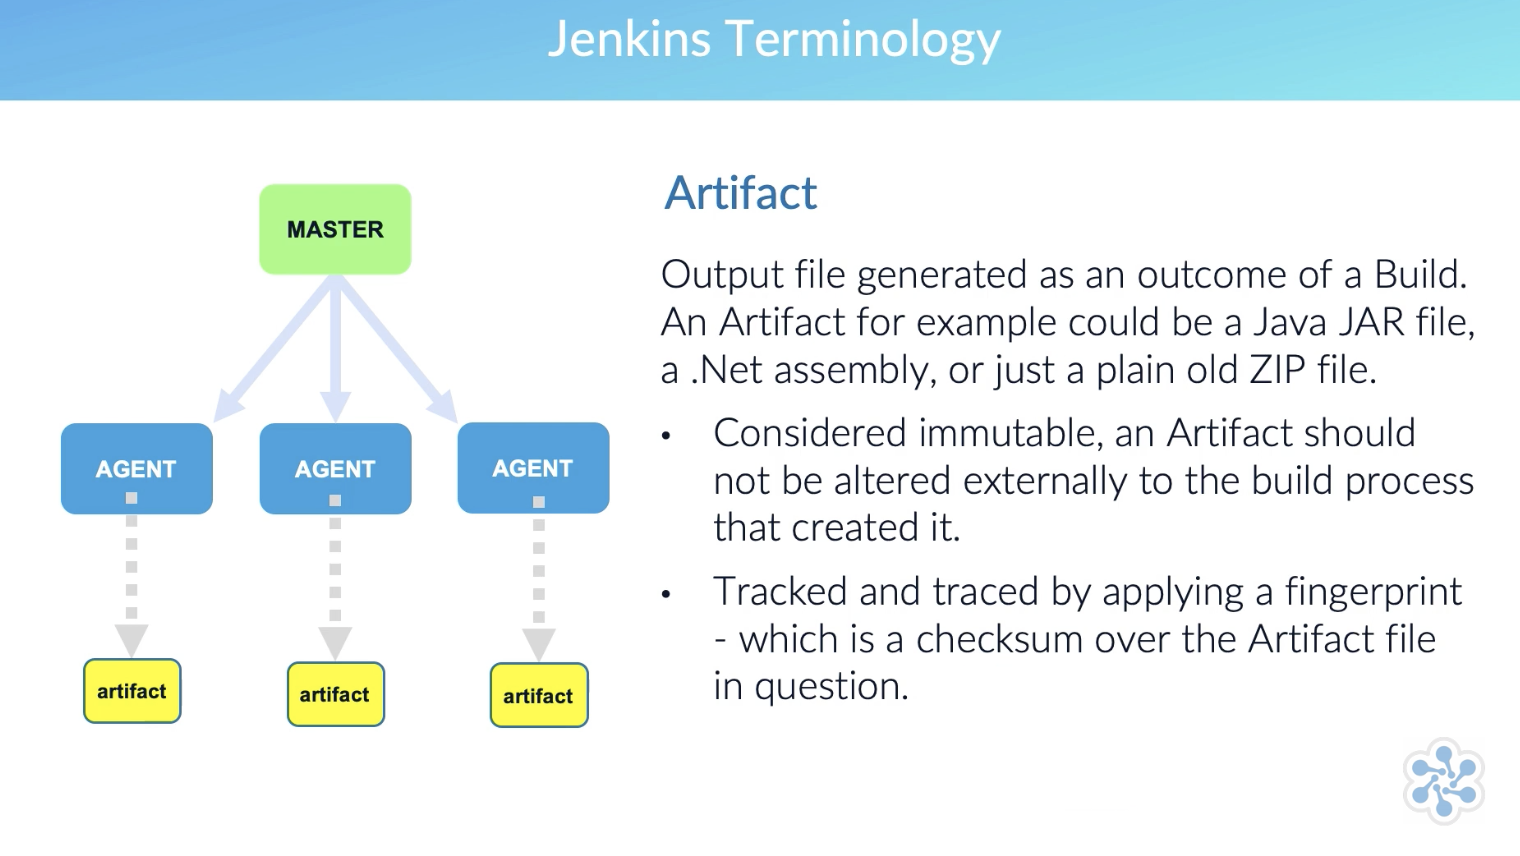 Jenkins Terminology
MASTER
AGENT
AGENT
AGENT
artifact
artifact
artifact
Artifact
Output file generated as an outcome of a Build.
An Artifact for example could be a Java JAR file,
a .Net assembly, or just a plain old ZIP file.
• Considered immutable, an Artifact should
not be altered externally to the build process
that created it.
• Tracked and traced by applying a fingerprint
- which is a checksum over the Artifact file
in question.